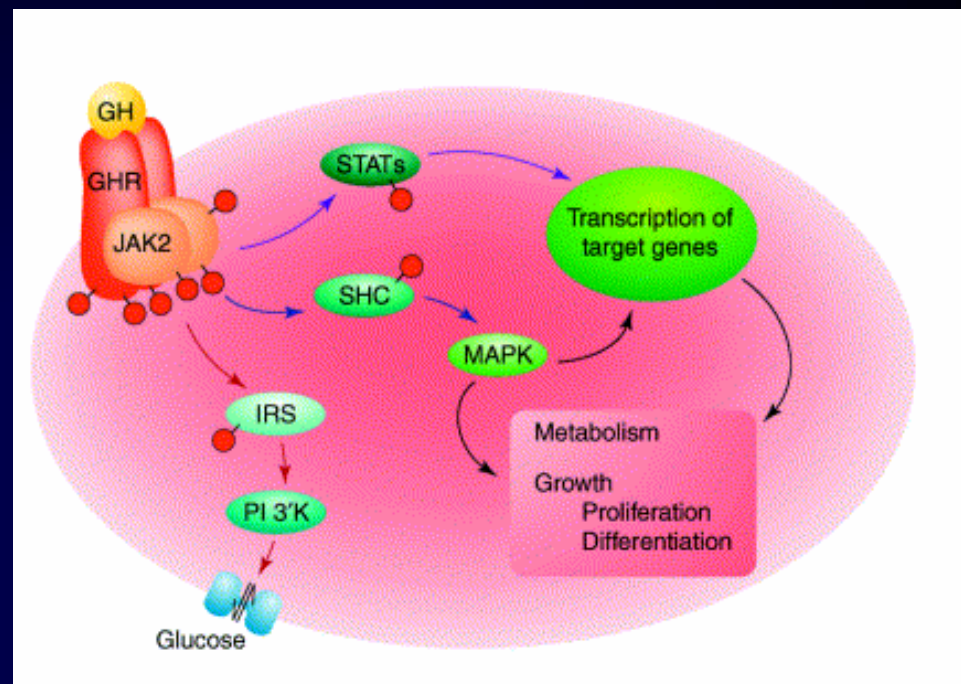 GH
GHR
JAK2
STATs
SHC
MAPK
IRS
PI 3'K
Glucose
Transcription of
target genes
Metabolism
Growth
Proliferation
Differentiation